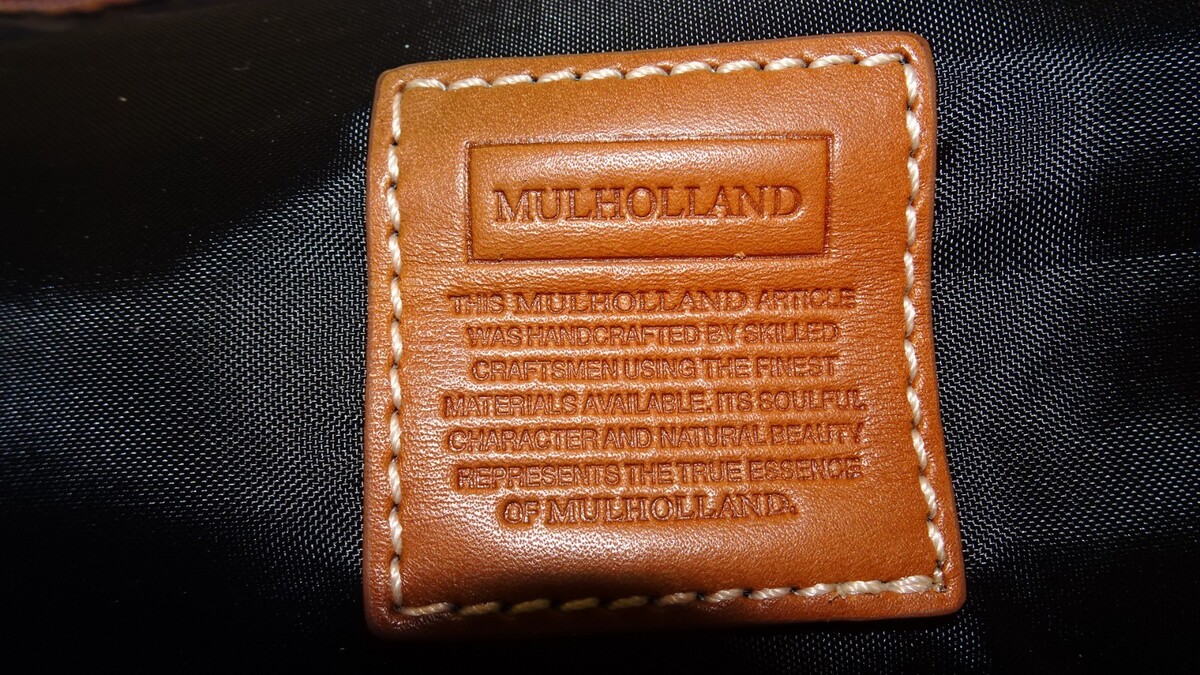 MULHOLLAND
THIS MULHOLLAND ARTICLE
WAS HANDCRAFTED BY SKILLED
CRAFTSMEN USING THE FINEST
MATERIALS AVAILABLE. ITS SOULFUL
CHARACTER AND NATURAL BEAUTY
REPRESENTS THE TRUE ESSENCE
OF MULHOLLAND.